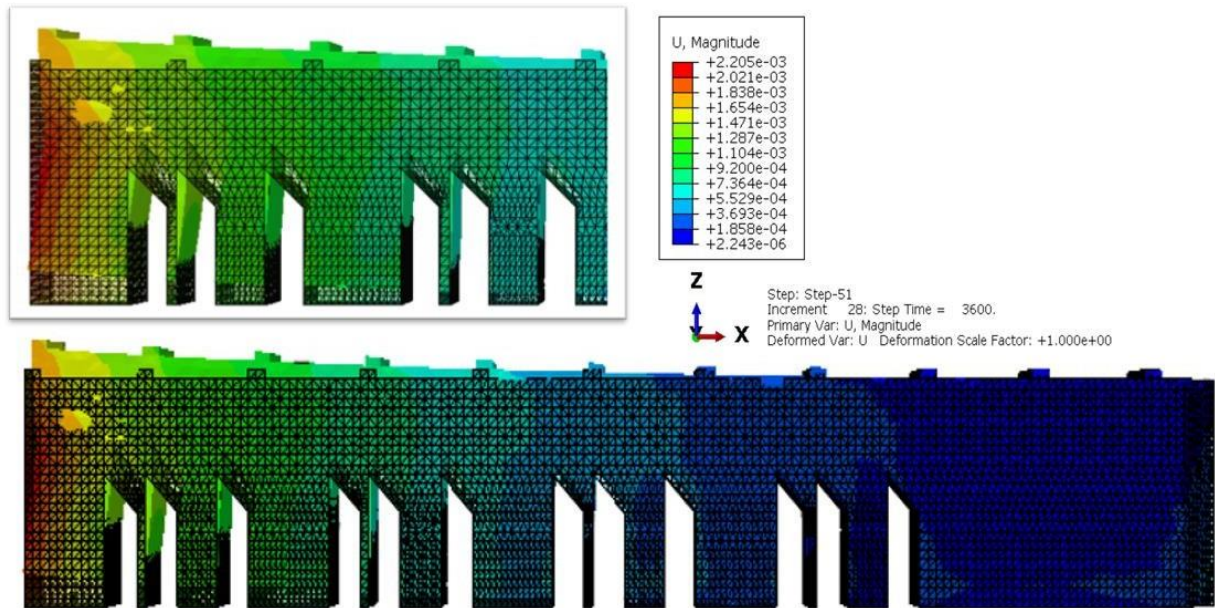 U, Magnitude
+2.205e-03
+2.021e-03
+1.838e-03
+1.654e-03
+1.471e-03
+1.287e-03
+1.104e-03
+9.200e-04
+7.364e-04
+5.529e-04
+3.693e-04
+1.858e-04
+2.243e-06
Z
X
Step: Step-51
Increment 28: Step Time = 3600.
Primary Var: U, Magnitude
Deformed Var: U Deformation Scale Factor: +1.000e+00